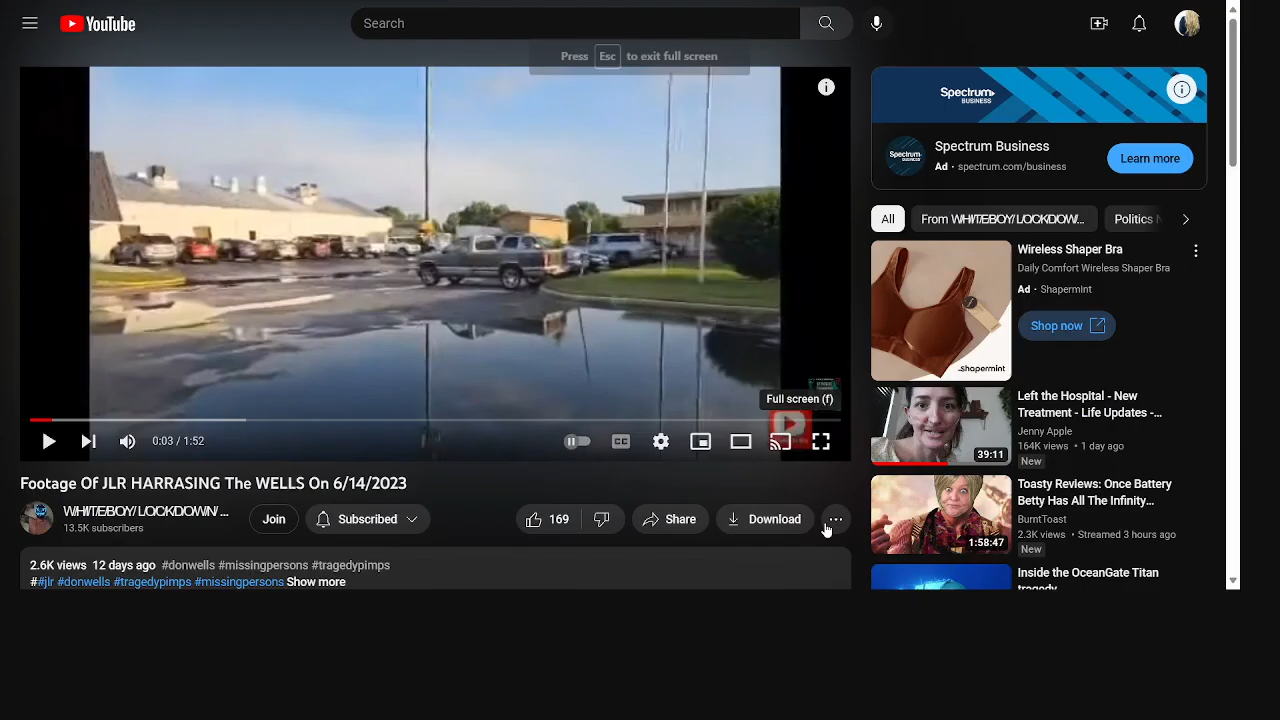 YouTube
Search
Press Esc to exit full screen
Full screen (f)
0:03 / 1:52
CC
Footage Of JLR HARRASING The WELLS On 6/14/2023
WHITEBOY/ LOCKDOWN' ...
13.5K subscribers
Join
Subscribed
169
Share
Download
2.6K views 12 days ago #donwells #missingpersons #tragedypimps
##jlr #donwells #tragedypimps #missingpersons Show more
Spectrum
BUSINESS
Spectrum
BUSINESS
Spectrum Business
Ad · spectrum.com/business
Learn more
All
From WHITEBOY/ LOCKDOW'...
Politics N
Wireless Shaper Bra
Daily Comfort Wireless Shaper Bra
Ad · Shapermint
Shop now
Shapermint
Left the Hospital - New
Treatment - Life Updates -...
Jenny Apple
164K views · 1 day ago
New
39:11
Toasty Reviews: Once Battery
Betty Has All The Infinity...
BurntToast
2.3K views · Streamed 3 hours ago
New
1:58:47
Inside the OceanGate Titan
tragedy